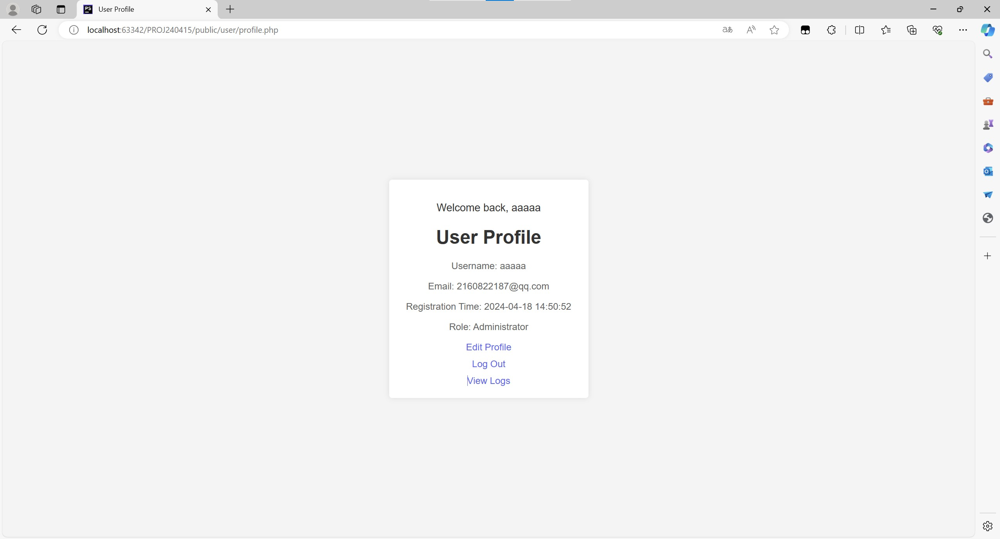 User Profile
localhost:63342/PROJ240415/public/user/profile.php
Welcome back, aaaaa
User Profile
Username: aaaaa
Email: 2160822187@qq.com
Registration Time: 2024-04-18 14:50:52
Role: Administrator
Edit Profile
Log Out
View Logs